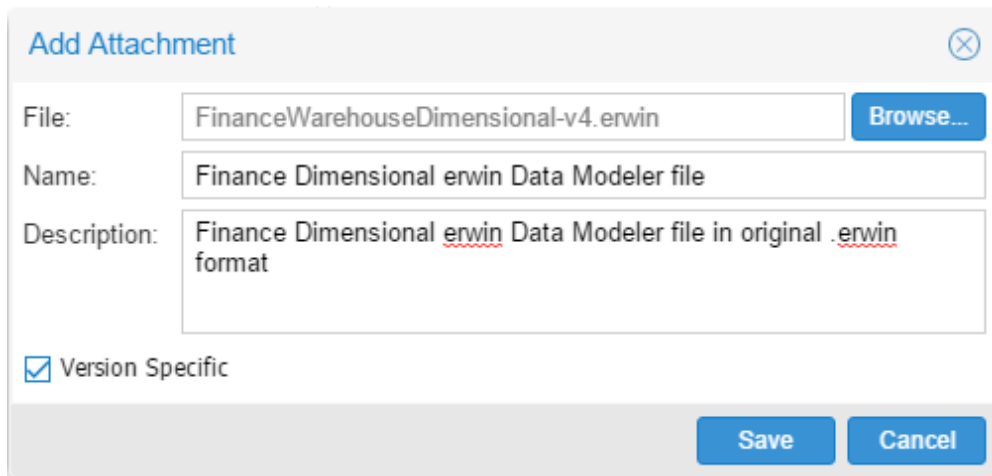 Add Attachment
File: FinanceWarehouseDimensional-v4.erwin Browse...
Name: Finance Dimensional erwin Data Modeler file
Description: Finance Dimensional erwin Data Modeler file in original .erwin
format
Version Specific
Save Cancel